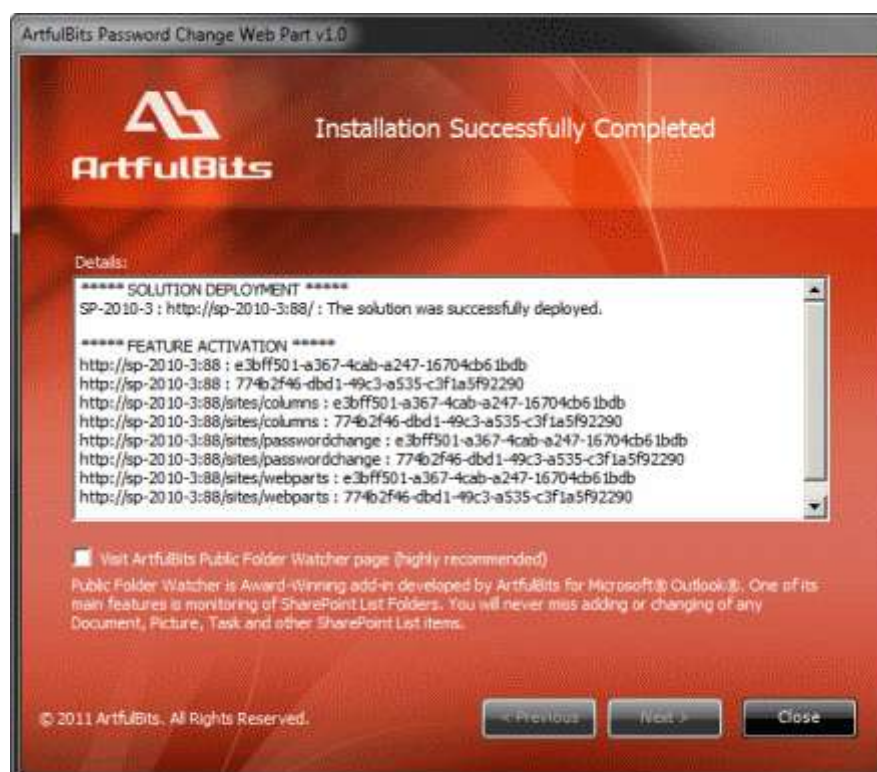 ArtfulBits Password Change Web Part v1.0
ArtfulBits
Installation Successfully Completed
Details:
***** SOLUTION DEPLOYMENT *****
SP-2010-3 : http://sp-2010-3:88/ : The solution was successfully deployed.
***** FEATURE ACTIVATION *****
http://sp-2010-3:88 : e3bff501-a367-4cab-a247-16704cb61bdb
http://sp-2010-3:88 : 774b2f46-dbd1-49c3-a535-c3f1a5f92290
http://sp-2010-3:88/sites/columns : e3bff501-a367-4cab-a247-16704cb61bdb
http://sp-2010-3:88/sites/columns : 774b2f46-dbd1-49c3-a535-c3f1a5f92290
http://sp-2010-3:88/sites/passwordchange : e3bff501-a367-4cab-a247-16704cb61bdb
http://sp-2010-3:88/sites/passwordchange : 774b2f46-dbd1-49c3-a535-c3f1a5f92290
http://sp-2010-3:88/sites/webparts : e3bff501-a367-4cab-a247-16704cb61bdb
http://sp-2010-3:88/sites/webparts : 774b2f46-dbd1-49c3-a535-c3f1a5f92290
Visit ArtfulBits Public Folder Watcher page (highly recommended)
Public Folder Watcher is Award-Winning add-in developed by ArtfulBits for Microsoft® Outlook®. One of its
main features is monitoring of SharePoint List Folders. You will never miss adding or changing of any
Document, Picture, Task and other SharePoint List items.
© 2011 ArtfulBits. All Rights Reserved.
< Previous
Next >
Close